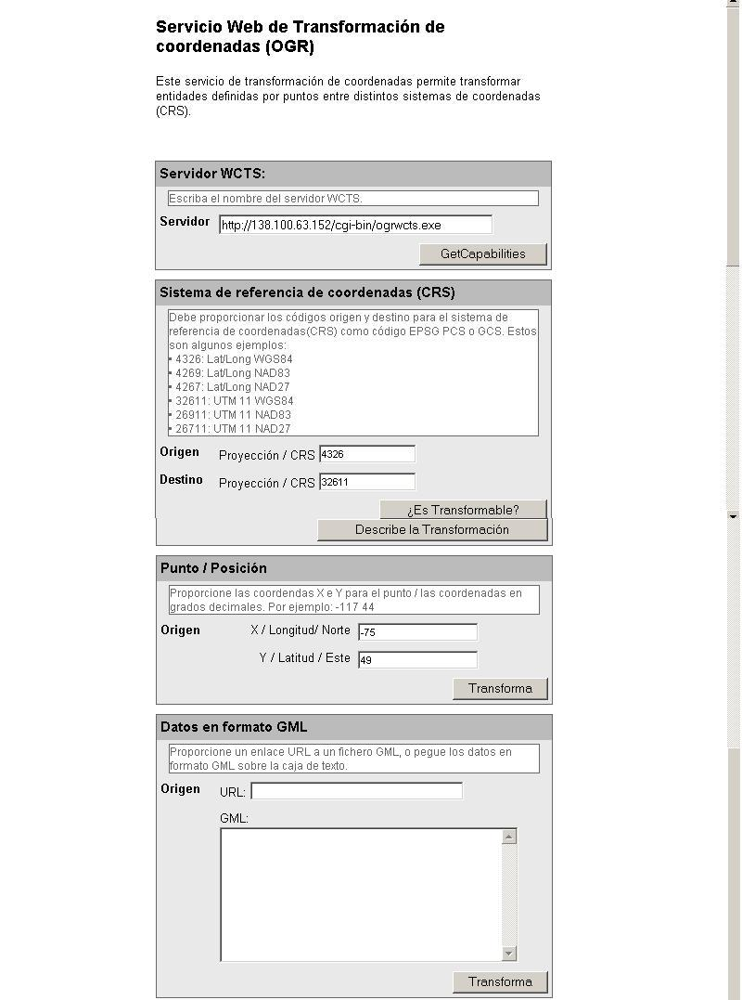 Servicio Web de Transformación de
coordenadas (OGR)
Este servicio de transformación de coordenadas permite transformar
entidades definidas por puntos entre distintos sistemas de coordenadas
(CRS).
Servidor WCTS:
Escriba el nombre del servidor WCTS.
Servidor http://138.100.63.152/cgi-bin/ogrwcts.exe
GetCapabilities
Sistema de referencia de coordenadas (CRS)
Debe proporcionar los códigos origen y destino para el sistema de
referencia de coordenadas(CRS) como código EPSG PCS o GCS. Estos
son algunos ejemplos:
• 4326: Lat/Long WGS84
• 4269: Lat/Long NAD83
• 4267: Lat/Long NAD27
• 32611: UTM 11 WGS84
• 26911: UTM 11 NAD83
• 26711: UTM 11 NAD27
Origen Proyección / CRS 4326
Destino Proyección / CRS 32611
¿Es Transformable?
Describe la Transformación
Punto / Posición
Proporcione las coordendas X e Y para el punto / las coordenadas en
grados decimales. Por ejemplo: -117 44
Origen X / Longitud/ Norte -75
Y / Latitud / Este 49
Transforma
Datos en formato GML
Proporcione un enlace URL a un fichero GML, o pegue los datos en
formato GML sobre la caja de texto.
Origen URL:
GML:
Transforma